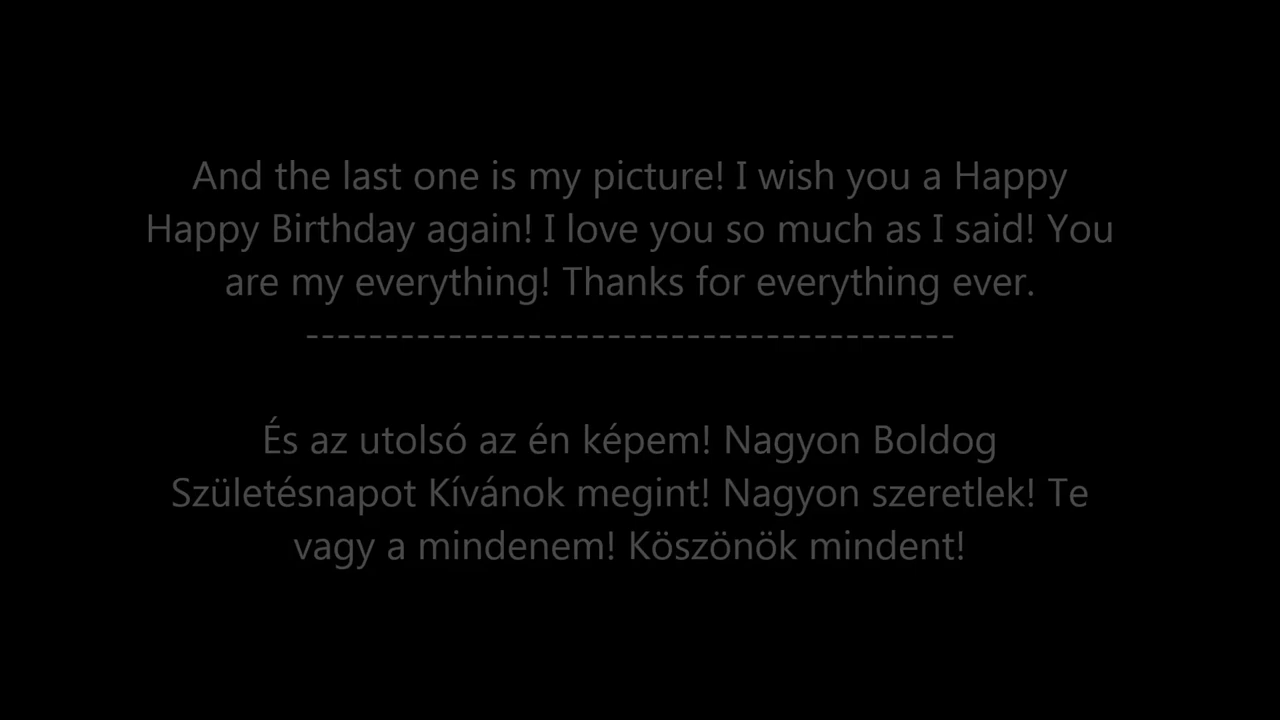 And the last one is my picture! I wish you a Happy
Happy Birthday again! I love you so much as I said! You
are my everything! Thanks for everything ever.
-----------------------------------------
És az utolsó az én képem! Nagyon Boldog
Születésnapot Kívánok megint! Nagyon szeretlek! Te
vagy a mindenem! Köszönök mindent!